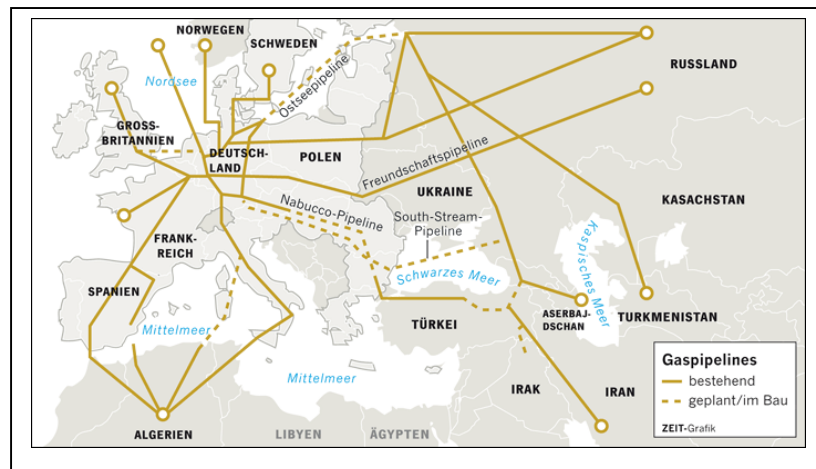 NORWEGEN
SCHWEDEN
Nordsee
Ostseepipeline
RUSSLAND
GROSS-
BRITANNIEN
DEUTSCH-
LAND
POLEN
Freundschaftspipeline
UKRAINE
KASACHSTAN
Nabucco-Pipeline
South-Stream-
Pipeline
FRANK-
REICH
Kaspisches Meer
Schwarzes Meer
SPANIEN
ASERBAJ-
DSCHAN
TURKMENISTAN
Mittelmeer
TÜRKEI
Mittelmeer
IRAK
IRAN
ALGERIEN
LIBYEN
ÄGYPTEN
Gaspipelines
bestehend
geplant/im Bau
ZEIT-Grafik